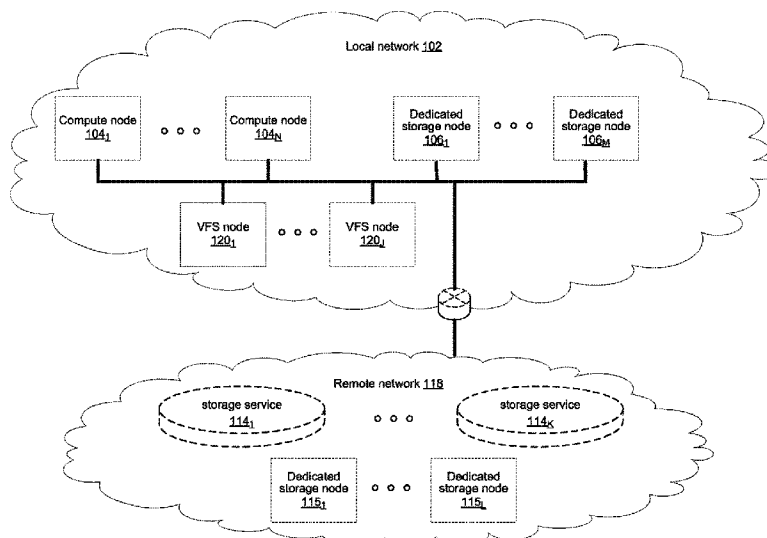 Local network 102
Compute node
104₁
Compute node
104N
Dedicated
storage node
106₁
Dedicated
storage node
106M
VFS node
120₁
VFS node
120J
Remote network 118
storage service
114₁
storage service
114K
Dedicated
storage node
115₁
Dedicated
storage node
115L